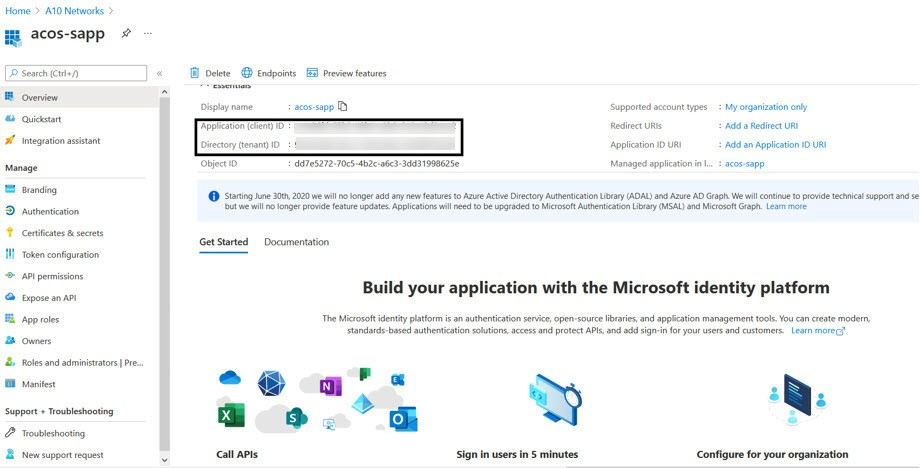 Home > A10 Networks >
acos-sapp
...
Search (Ctrl+/)
«
Delete
Endpoints
Preview features
Essentials
Overview
Quickstart
Integration assistant
Manage
Branding
Authentication
Certificates & secrets
Token configuration
API permissions
Expose an API
App roles
Owners
Roles and administrators | Pre...
Manifest
Support + Troubleshooting
Troubleshooting
New support request
Display name : acos-sapp
Application (client) ID :
Directory (tenant) ID :
Object ID : dd7e5272-70c5-4b2c-a6c3-3dd31998625e
Supported account types : My organization only
Redirect URIs : Add a Redirect URI
Application ID URI : Add an Application ID URI
Managed application in l... : acos-sapp
Starting June 30th, 2020 we will no longer add any new features to Azure Active Directory Authentication Library (ADAL) and Azure AD Graph. We will continue to provide technical support and se
but we will no longer provide feature updates. Applications will need to be upgraded to Microsoft Authentication Library (MSAL) and Microsoft Graph. Learn more
Get Started
Documentation
Build your application with the Microsoft identity platform
The Microsoft identity platform is an authentication service, open-source libraries, and application management tools. You can create modern,
standards-based authentication solutions, access and protect APIs, and add sign-in for your users and customers. Learn more
Call APIs
Sign in users in 5 minutes
Configure for your organization